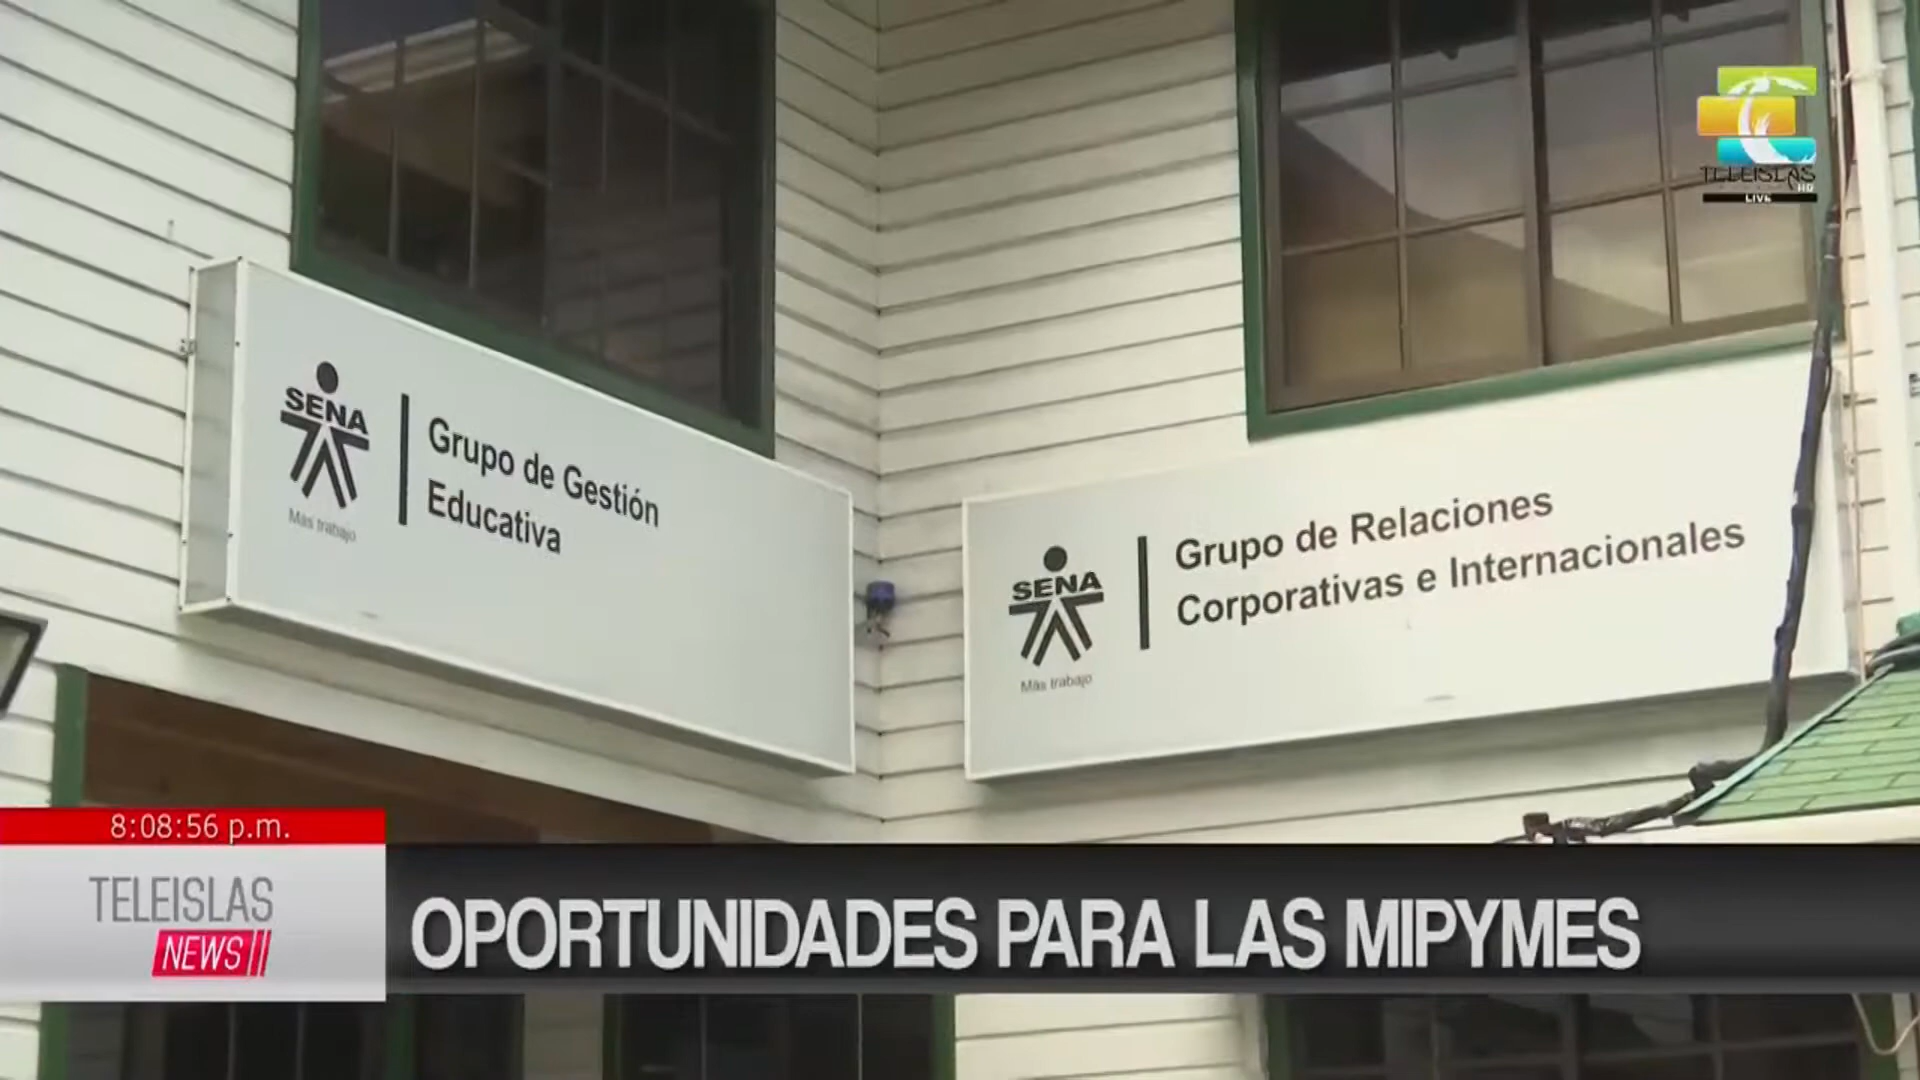 TELEISLAS
HD
LIVE
SENA
Más trabajo
Grupo de Gestión
Educativa
SENA
Más trabajo
Grupo de Relaciones
Corporativas e Internacionales
8:08:56 p.m.
TELEISLAS
NEWS
OPORTUNIDADES PARA LAS MIPYMES